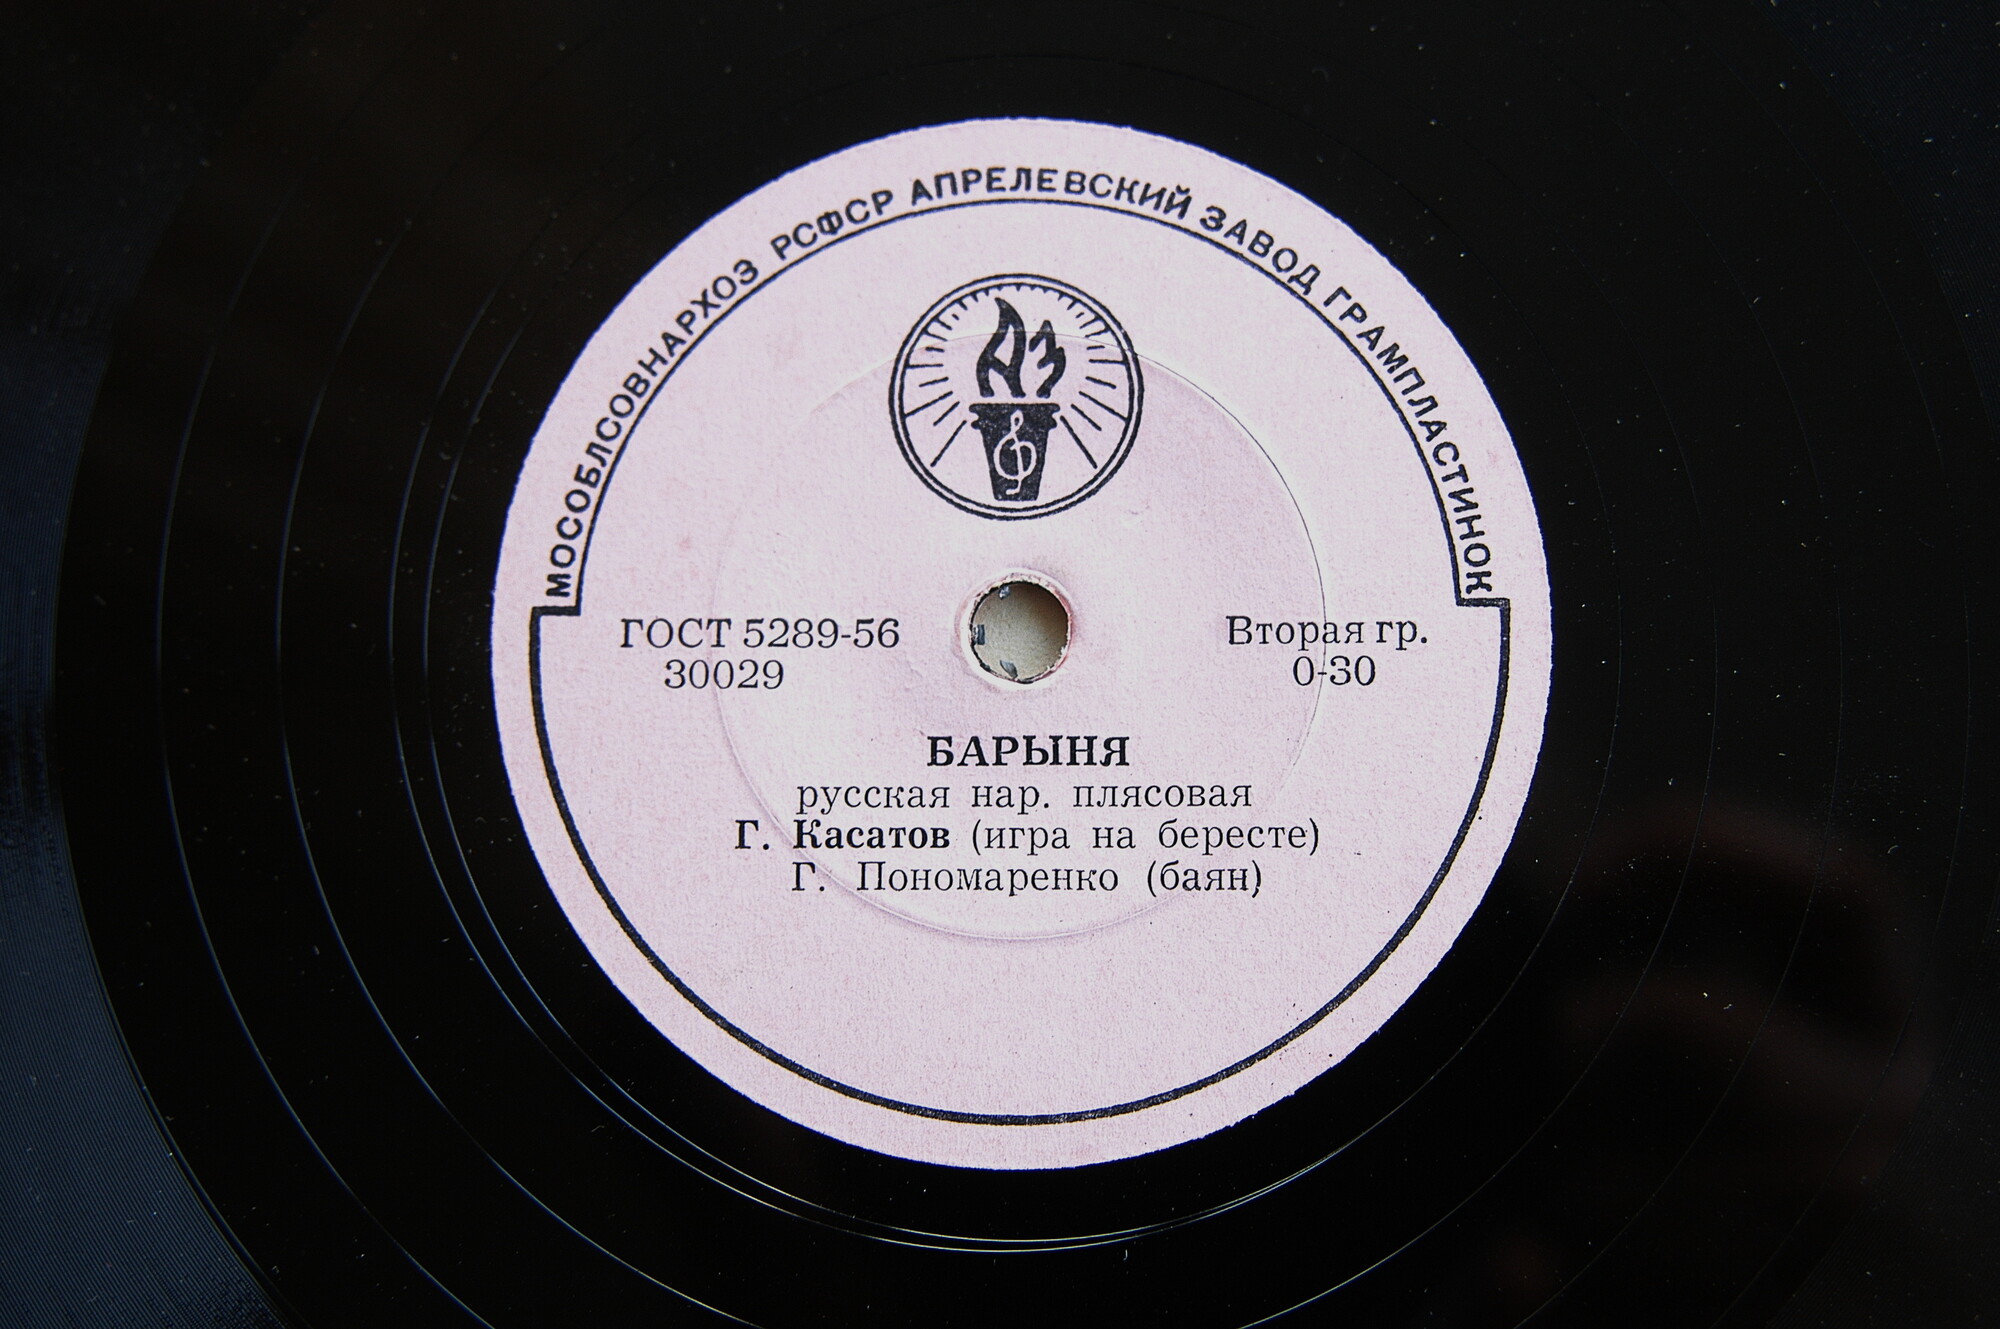 МОСОБЛСОВНАРХОЗ РСФСР АПРЕЛЕВСКИЙ ЗАВОД ГРАМПЛАСТИНОК
АЗ
ГОСТ 5289-56
30029
Вторая гр.
0-30
БАРЫНЯ
русская нар. плясовая
Г. Касатов (игра на бересте)
Г. Пономаренко (баян)